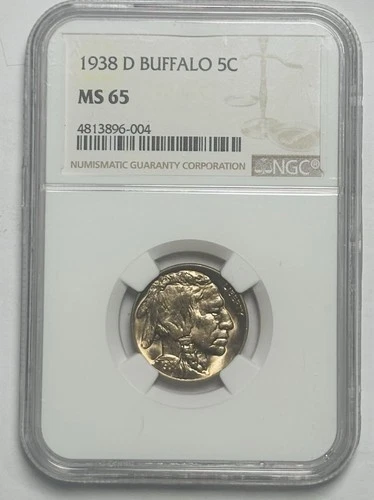 1938 D BUFFALO 5C
MS 65
4813896-004
NUMISMATIC GUARANTY CORPORATION
NGC®